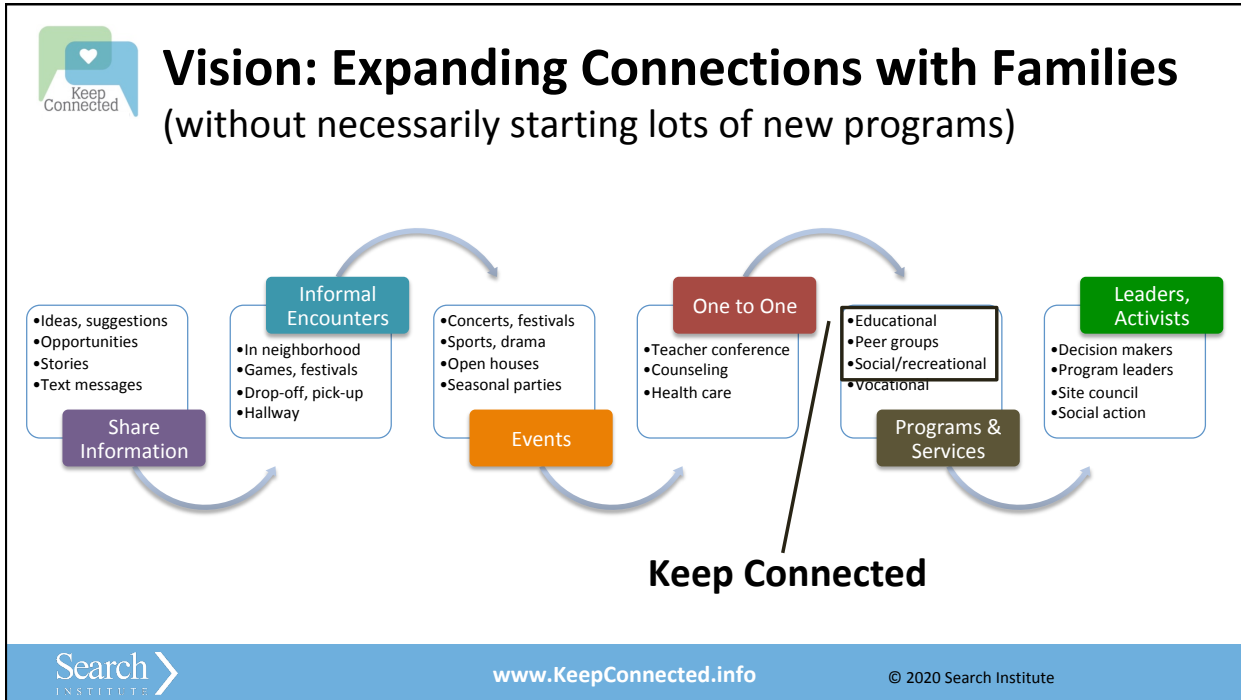 Keep
Connected
Vision: Expanding Connections with Families
(without necessarily starting lots of new programs)
•Ideas, suggestions
•Opportunities
•Stories
•Text messages
Share
Information
Informal
Encounters
•In neighborhood
•Games, festivals
•Drop-off, pick-up
•Hallway
•Concerts, festivals
•Sports, drama
•Open houses
•Seasonal parties
Events
One to One
•Teacher conference
•Counseling
•Health care
•Educational
•Peer groups
•Social/recreational
•Vocational
Programs &
Services
Leaders,
Activists
•Decision makers
•Program leaders
•Site council
•Social action
Keep Connected
Search
INSTITUTE
www.KeepConnected.info
© 2020 Search Institute